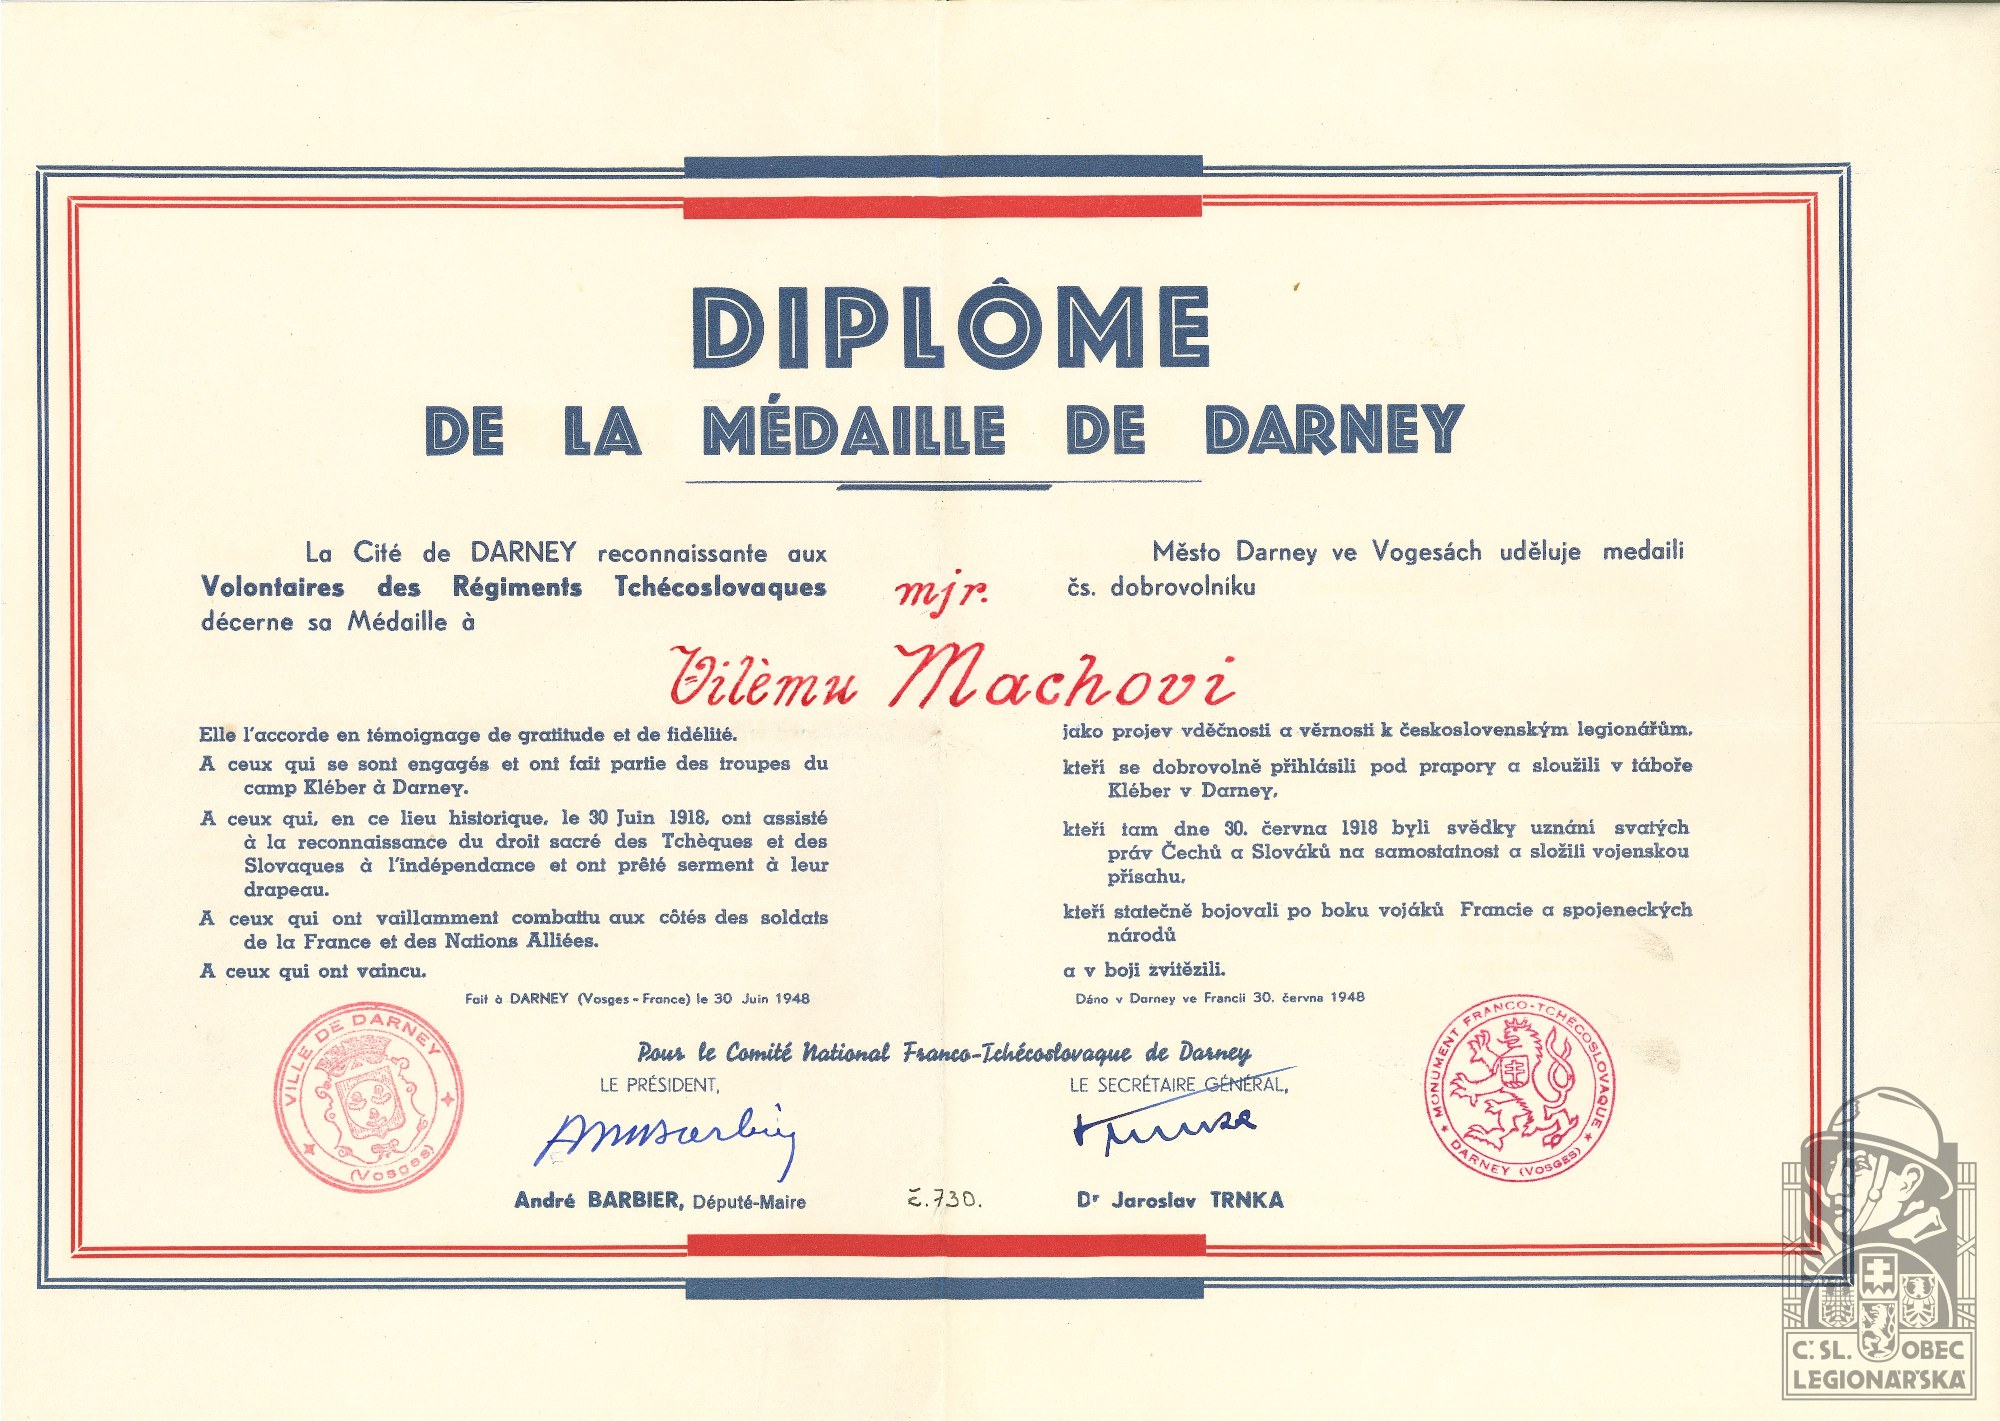 DIPLÔME
DE LA MÉDAILLE DE DARNEY
La Cité de DARNEY reconnaissante aux
Volontaires des Régiments Tchécoslovaques
décerne sa Médaille à
mjr.
Město Darney ve Vogesách uděluje medaili
čs. dobrovolníku
Vilèmu Machovi
Elle l'accorde en témoignage de gratitude et de fidélité.
A ceux qui se sont engagés et ont fait partie des troupes du
camp Kléber à Darney.
A ceux qui, en ce lieu historique, le 30 Juin 1918, ont assisté
à la reconnaissance du droit sacré des Tchèques et des
Slovaques à l'indépendance et ont prêté serment à leur
drapeau.
A ceux qui ont vaillamment combattu aux côtés des soldats
de la France et des Nations Alliées.
A ceux qui ont vaincu.
Fait à DARNEY (Vosges - France) le 30 Juin 1948
jako projev vděčnosti a věrnosti k československým legionářům,
kteří se dobrovolně přihlásili pod prapory a sloužili v táboře
Kléber v Darney,
kteří tam dne 30. června 1918 byli svědky uznání svatých
práv Čechů a Slováků na samostatnost a složili vojenskou
přísahu,
kteří statečně bojovali po boku vojáků Francie a spojeneckých
národů
a v boji zvítězili.
Dáno v Darney ve Francii 30. června 1948
VILLE DE DARNEY
(Vosges)
MONUMENT FRANCO-TCHÉCOSLOVAQUE
DARNEY (VOSGES)
Pour le Comité National Franco-Tchécoslovaque de Darney
LE PRÉSIDENT,
LE SECRÉTAIRE GÉNÉRAL,
André BARBIER, Député-Maire
č.730.
Dr Jaroslav TRNKA
Č.SL. OBEC
LEGIONÁŘSKÁ